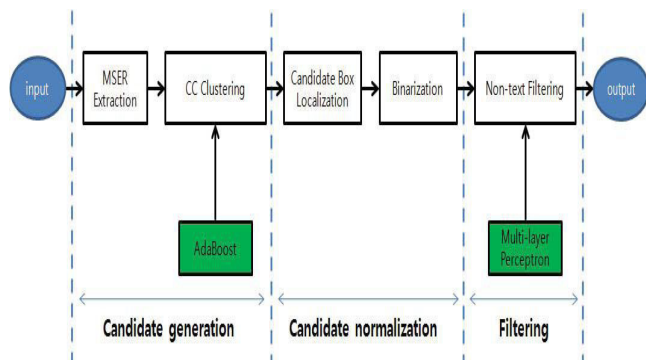 input
MSER
Extraction
CC Clustering
Candidate Box
Localization
Binarization
Non-text Filtering
output
AdaBoost
Multi-layer
Perceptron
Candidate generation
Candidate normalization
Filtering